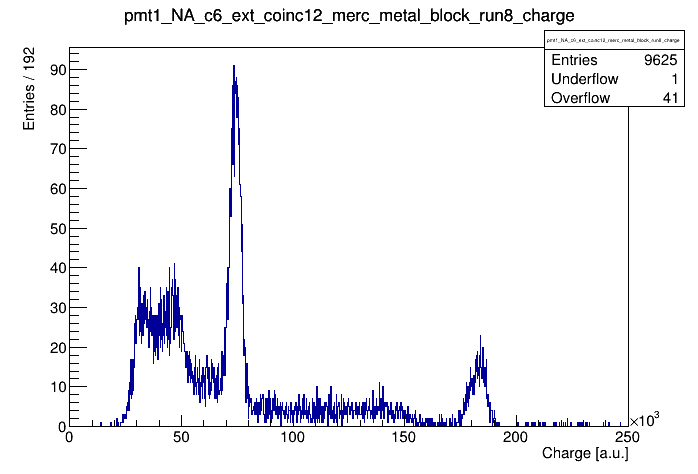 pmt1_NA_c6_ext_coinc12_merc_metal_block_run8_charge
pmt1_NA_c6_ext_coinc12_merc_metal_block_run8_charge
Entries 9625
Underflow 1
Overflow 41
Entries / 192
90
80
70
60
50
40
30
20
10
0
0 50 100 150 200 250
×10³
Charge [a.u.]